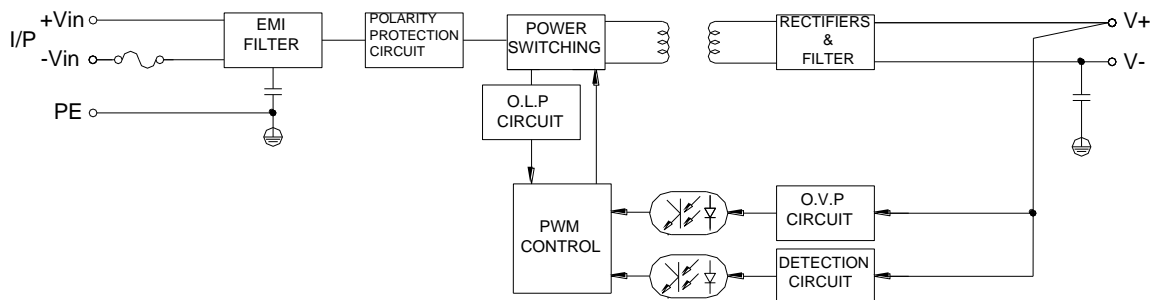 I/P
+Vin
-Vin
PE
EMI
FILTER
POLARITY
PROTECTION
CIRCUIT
POWER
SWITCHING
RECTIFIERS
&
FILTER
V+
V-
O.L.P
CIRCUIT
PWM
CONTROL
O.V.P
CIRCUIT
DETECTION
CIRCUIT